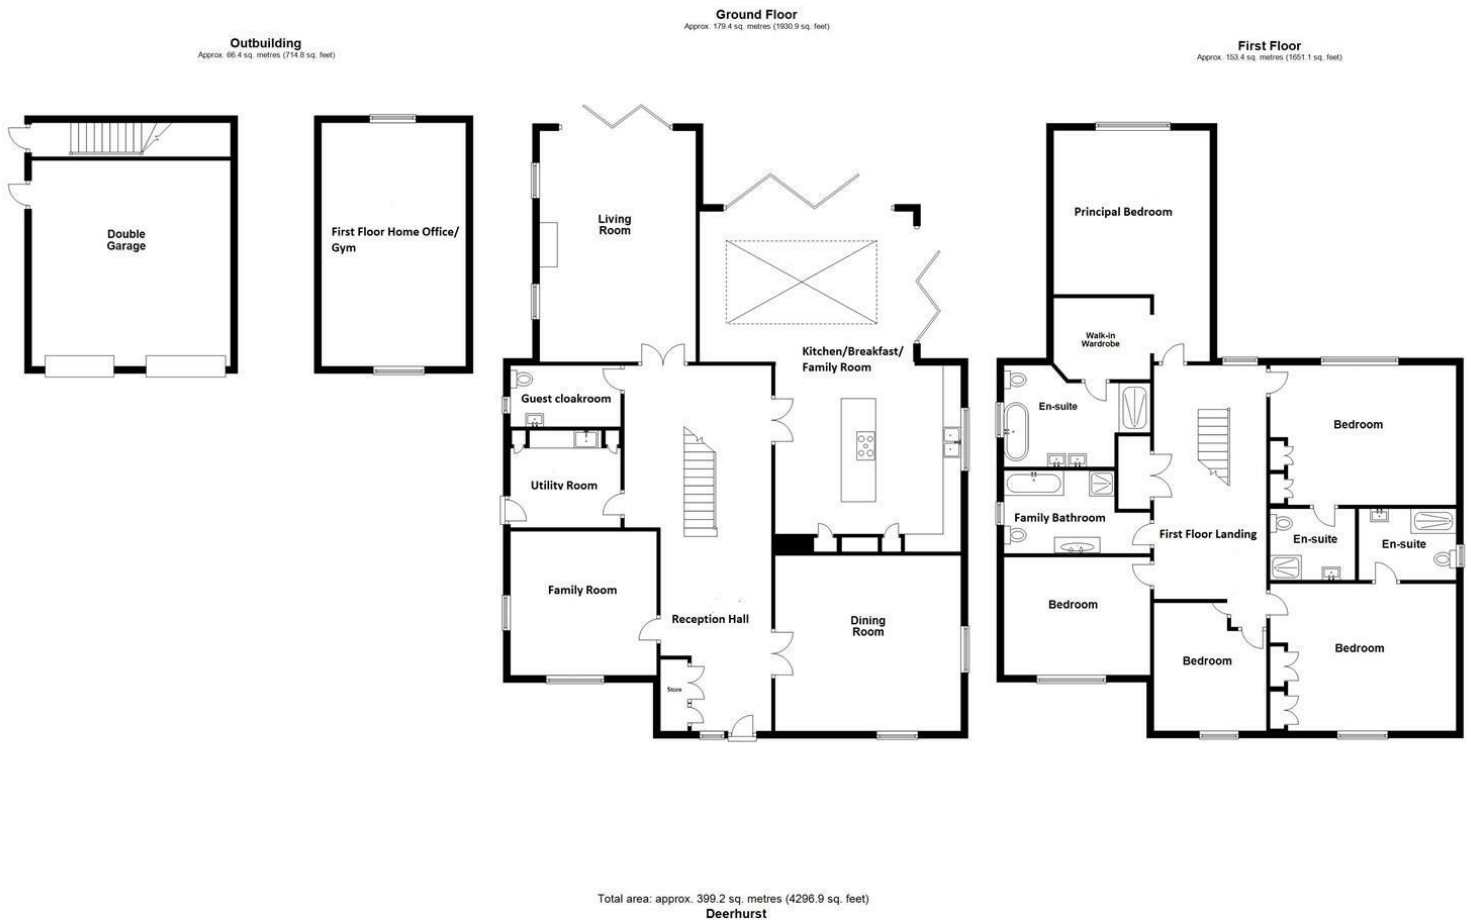 Ground Floor
Approx. 179.4 sq. metres (1930.9 sq. feet)
Outbuilding
Approx. 66.4 sq. metres (714.8 sq. feet)
First Floor
Approx. 153.4 sq. metres (1651.1 sq. feet)
Double
Garage
First Floor Home Office/
Gym
Living
Room
Kitchen/Breakfast/
Family Room
Guest cloakroom
Utility Room
Family Room
Reception Hall
Store
Dining
Room
Principal Bedroom
Walk-in
Wardrobe
En-suite
Family Bathroom
First Floor Landing
Bedroom
En-suite
En-suite
Bedroom
Bedroom
Bedroom
Total area: approx. 399.2 sq. metres (4296.9 sq. feet)
Deerhurst